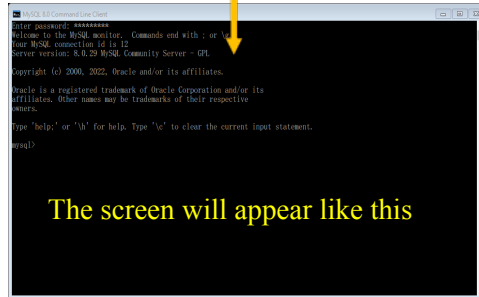 MySQL 8.0 Command Line Client
Enter password: *********
Welcome to the MySQL monitor.  Commands end with ; or \g
Your MySQL connection id is 12
Server version: 8.0.29 MySQL Community Server - GPL
Copyright (c) 2000, 2022, Oracle and/or its affiliates.
Oracle is a registered trademark of Oracle Corporation and/or its
affiliates. Other names may be trademarks of their respective
owners.
Type 'help;' or '\h' for help. Type '\c' to clear the current input statement.
mysql>
The screen will appear like this